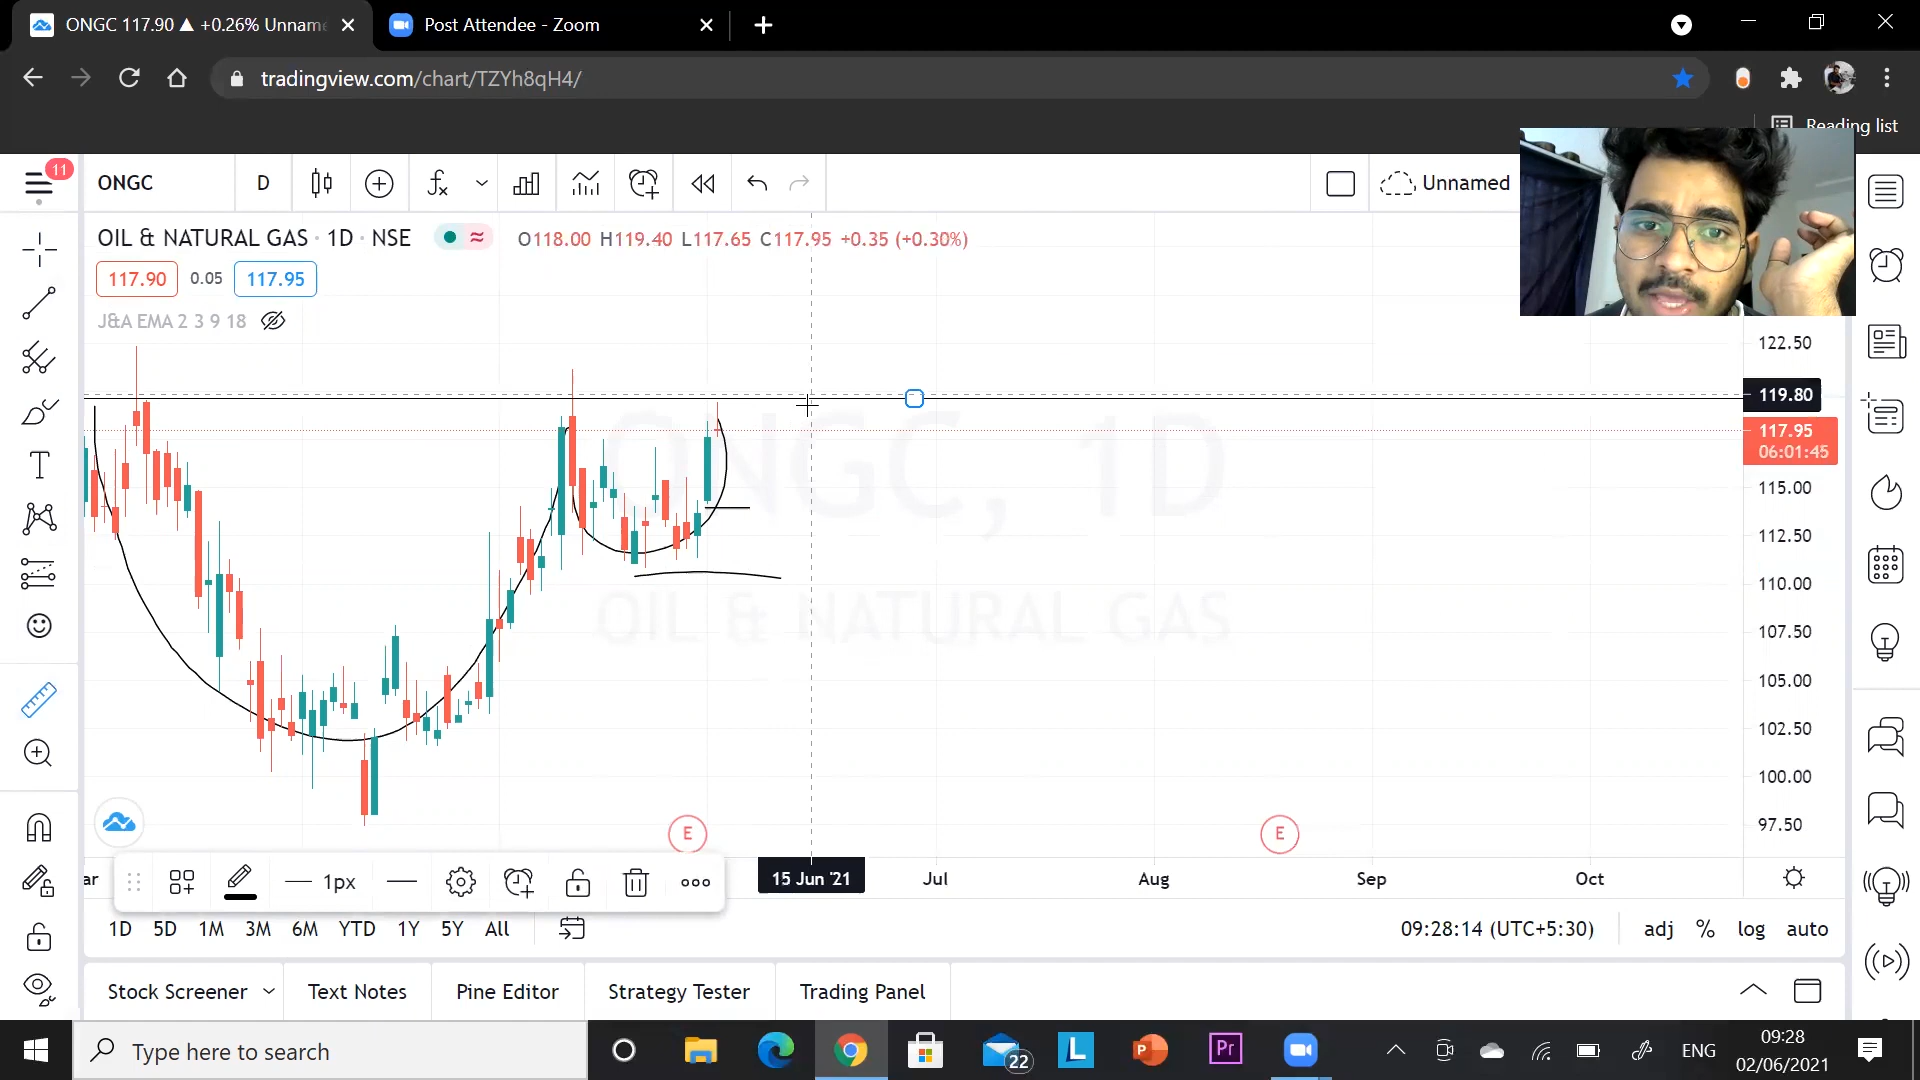 ONGC 117.90 ▲ +0.26% Unnam
Post Attendee - Zoom
tradingview.com/chart/TZYh8qH4/
Reading list
11
ONGC
D
Unnamed
OIL & NATURAL GAS · 1D · NSE
O118.00 H119.40 L117.65 C117.95 +0.35 (+0.30%)
117.90 0.05 117.95
J&A EMA 2 3 9 18
122.50
119.80
117.95
06:01:45
115.00
112.50
110.00
107.50
105.00
102.50
100.00
97.50
ONGC, 1D
OIL & NATURAL GAS
E
E
ar
15 Jun '21
Jul
Aug
Sep
Oct
1px
1D 5D 1M 3M 6M YTD 1Y 5Y All
09:28:14 (UTC+5:30)
adj % log auto
Stock Screener
Text Notes
Pine Editor
Strategy Tester
Trading Panel
Type here to search
22
L
P
Pr
ENG
09:28
02/06/2021